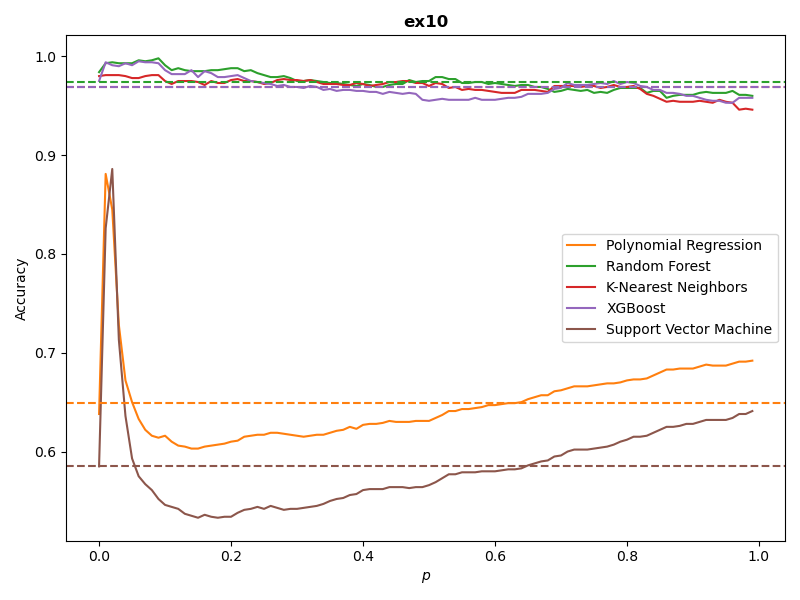 ex10
Accuracy
1.0
0.9
0.8
0.7
0.6
Polynomial Regression
Random Forest
K-Nearest Neighbors
XGBoost
Support Vector Machine
0.0 0.2 0.4 0.6 0.8 1.0
p